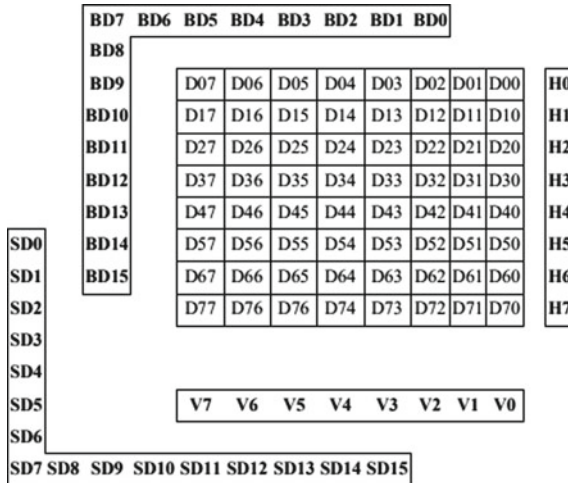 BD7 BD6 BD5 BD4 BD3 BD2 BD1 BD0
BD8
BD9 D07 D06 D05 D04 D03 D02 D01 D00 H0
BD10 D17 D16 D15 D14 D13 D12 D11 D10 H1
BD11 D27 D26 D25 D24 D23 D22 D21 D20 H2
BD12 D37 D36 D35 D34 D33 D32 D31 D30 H3
BD13 D47 D46 D45 D44 D43 D42 D41 D40 H4
SD0 BD14 D57 D56 D55 D54 D53 D52 D51 D50 H5
SD1 BD15 D67 D66 D65 D64 D63 D62 D61 D60 H6
SD2 D77 D76 D76 D74 D73 D72 D71 D70 H7
SD3
SD4
SD5 V7 V6 V5 V4 V3 V2 V1 V0
SD6
SD7 SD8 SD9 SD10 SD11 SD12 SD13 SD14 SD15